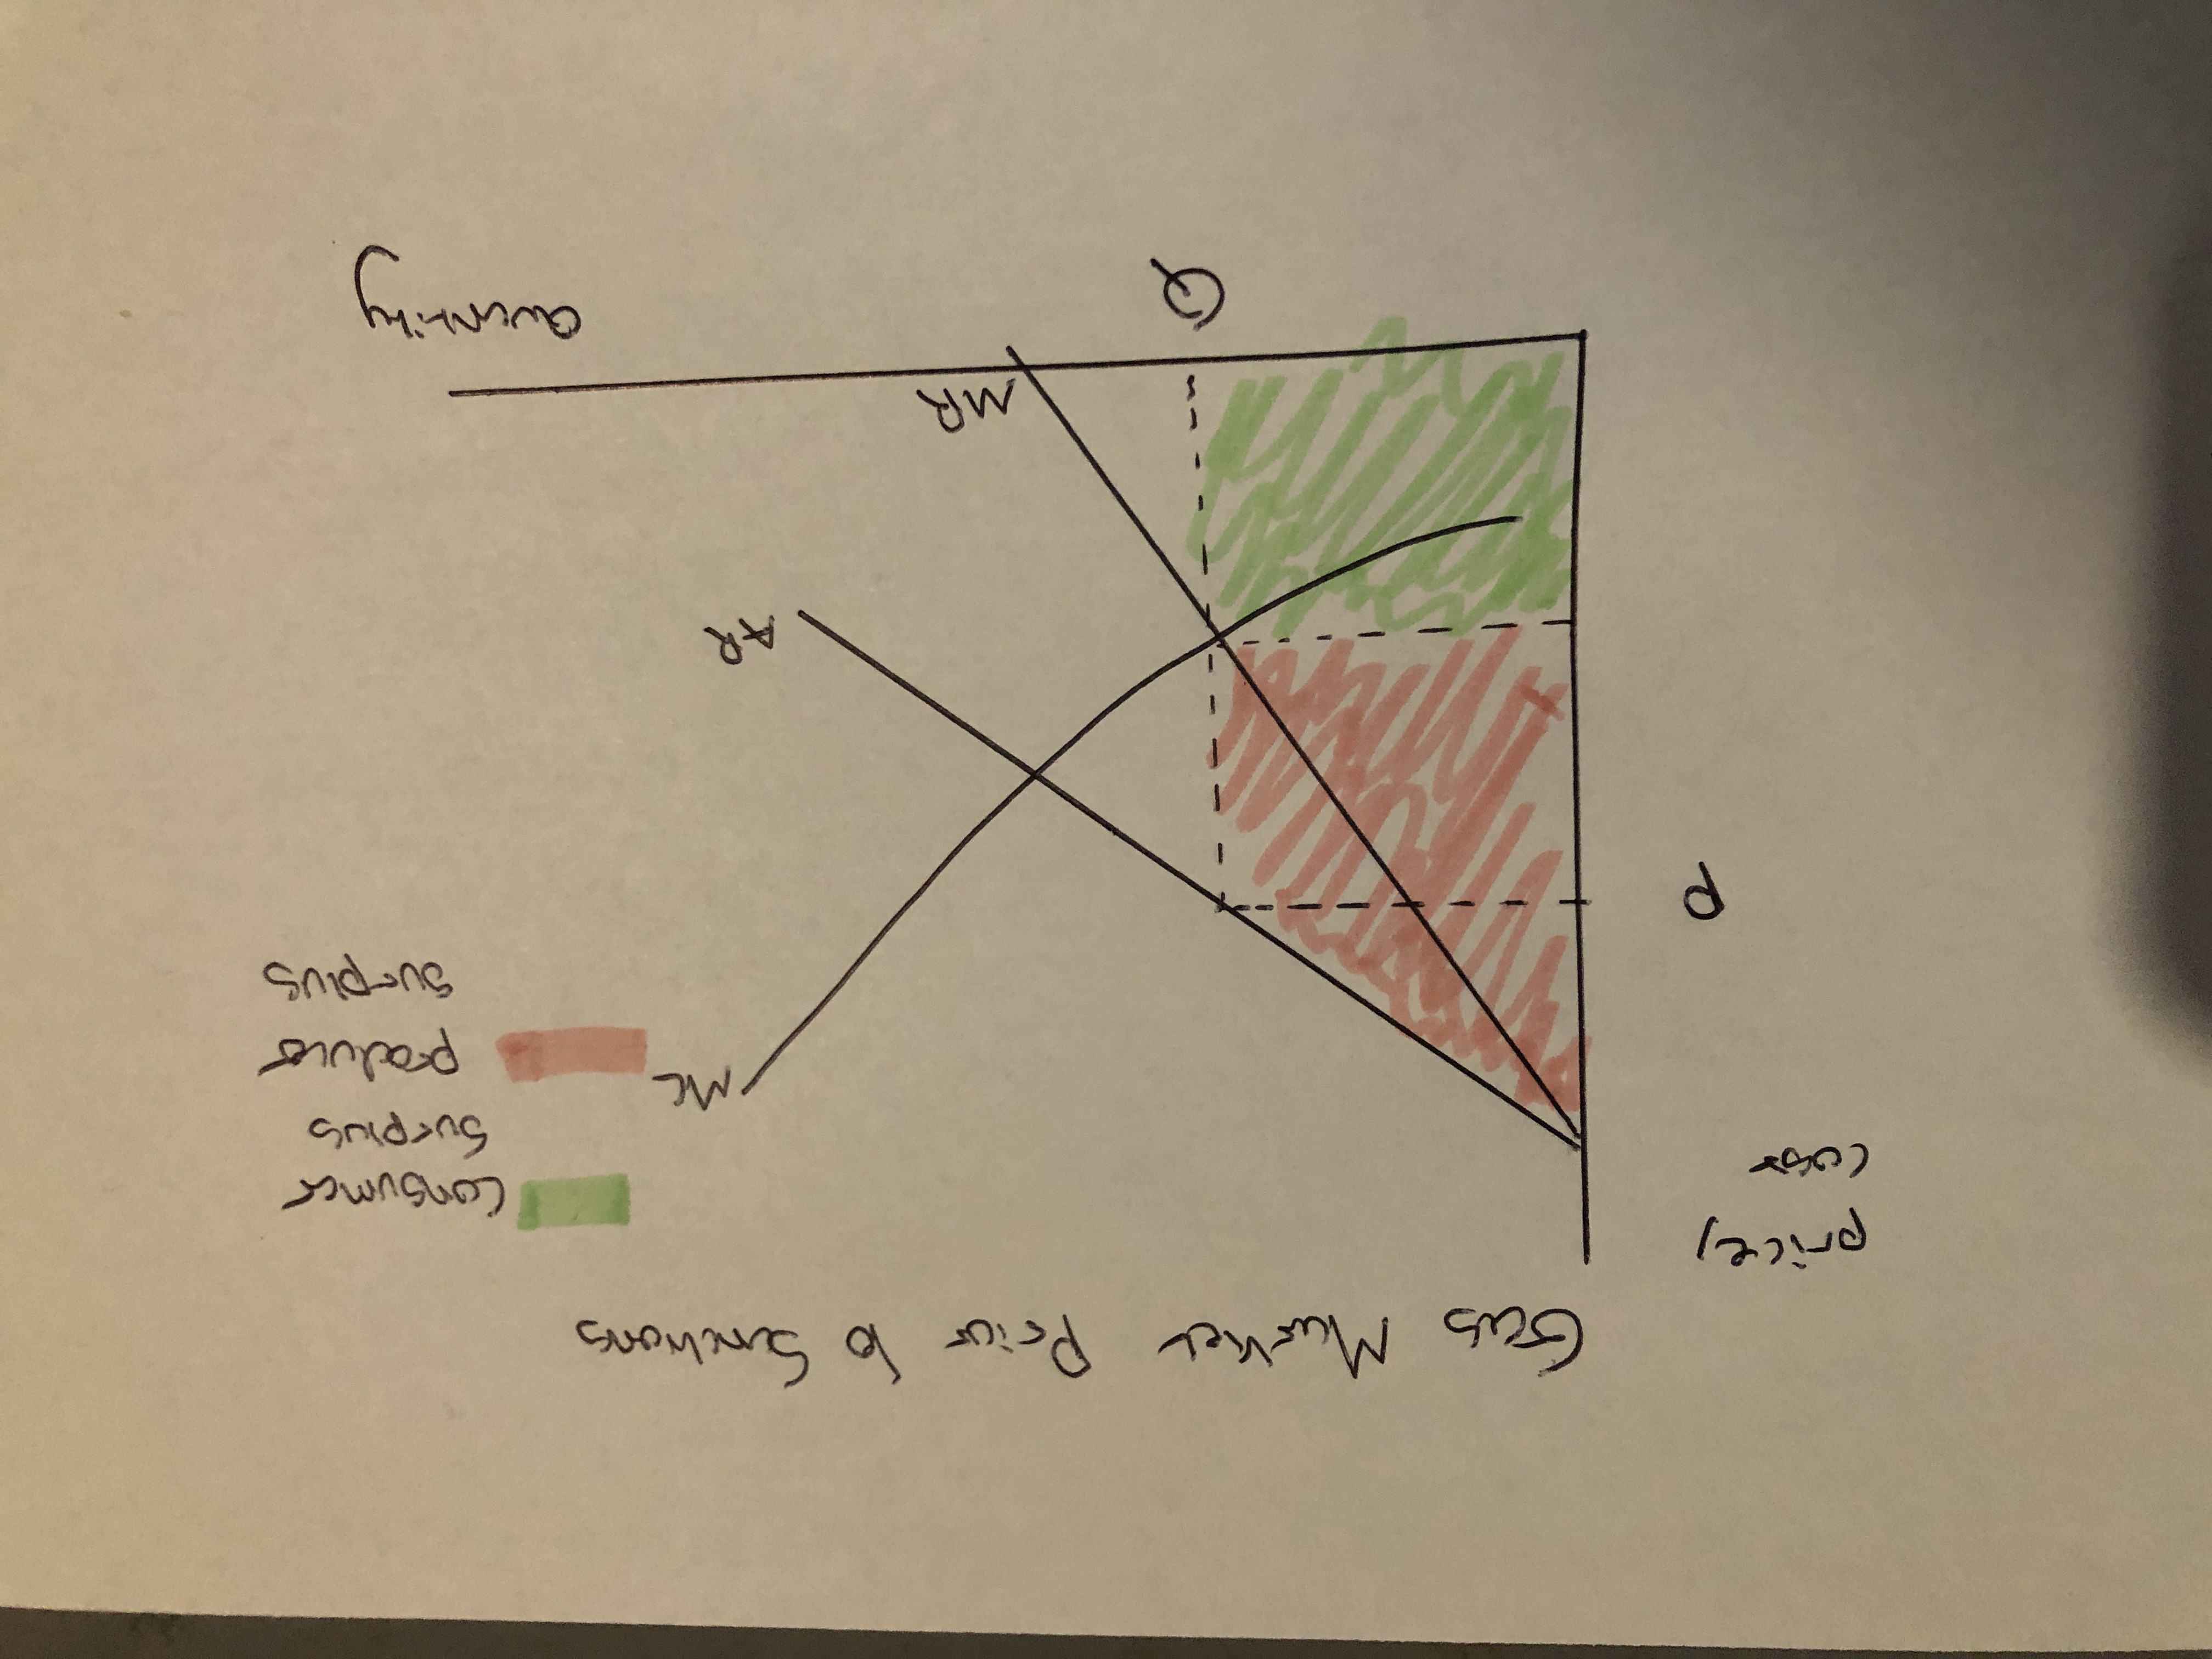 Gas Market Prior to Sanctions
consumer
surplus
producer
surplus
price/
cost
MC
P
AR
MR
Q
Quantity